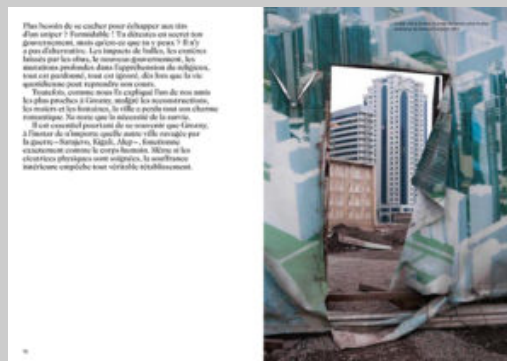 Plus besoin de se cacher pour échapper aux tirs
d'un sniper ? Formidable ! Tu détestes en secret ton
gouvernement, mais qu'est-ce que tu y peux ? Il n'y
a pas d'alternative. Les impacts de balles, les cratères
laissés par les obus, le nouveau gouvernement, les
mutations profondes dans l'appréhension du religieux,
tout est pardonné, tout est ignoré, dès lors que la vie
quotidienne peut reprendre son cours.
Toutefois, comme nous l'a expliqué l'un de nos amis
les plus proches à Grozny, malgré les reconstructions,
les rosiers et les fontaines, la ville a perdu tout son charme
romantique. Ne reste que la nécessité de la survie.
Il est essentiel pourtant de se souvenir que Grozny,
à l'instar de n'importe quelle autre ville ravagée par
la guerre – Sarajevo, Kigali, Alep –, fonctionne
exactement comme le corps humain. Même si les
cicatrices physiques sont soignées, la souffrance
intérieure empêche tout véritable rétablissement.